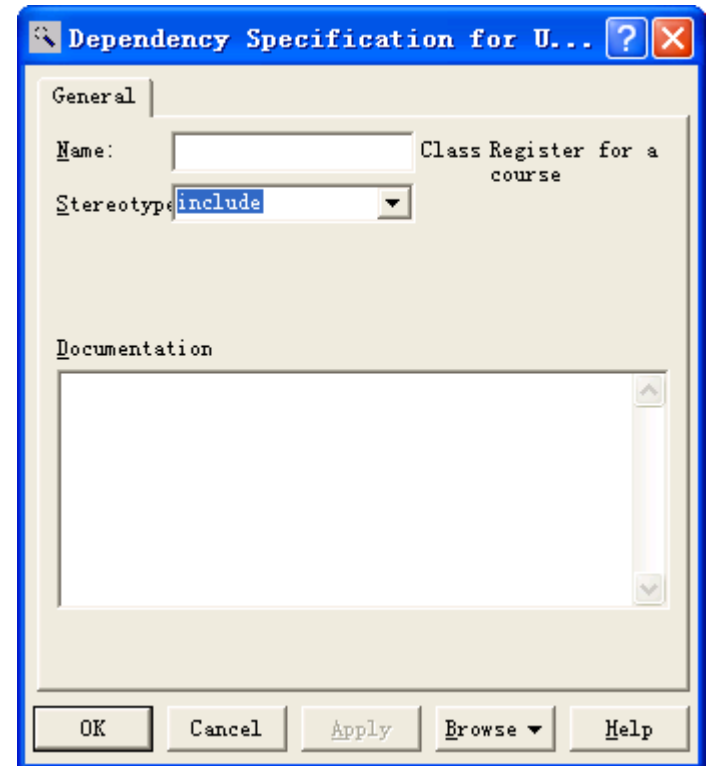 Dependency Specification for U...
General
Name:
Class Register for a
course
Stereotype
include
Documentation
OK Cancel Apply Browse Help